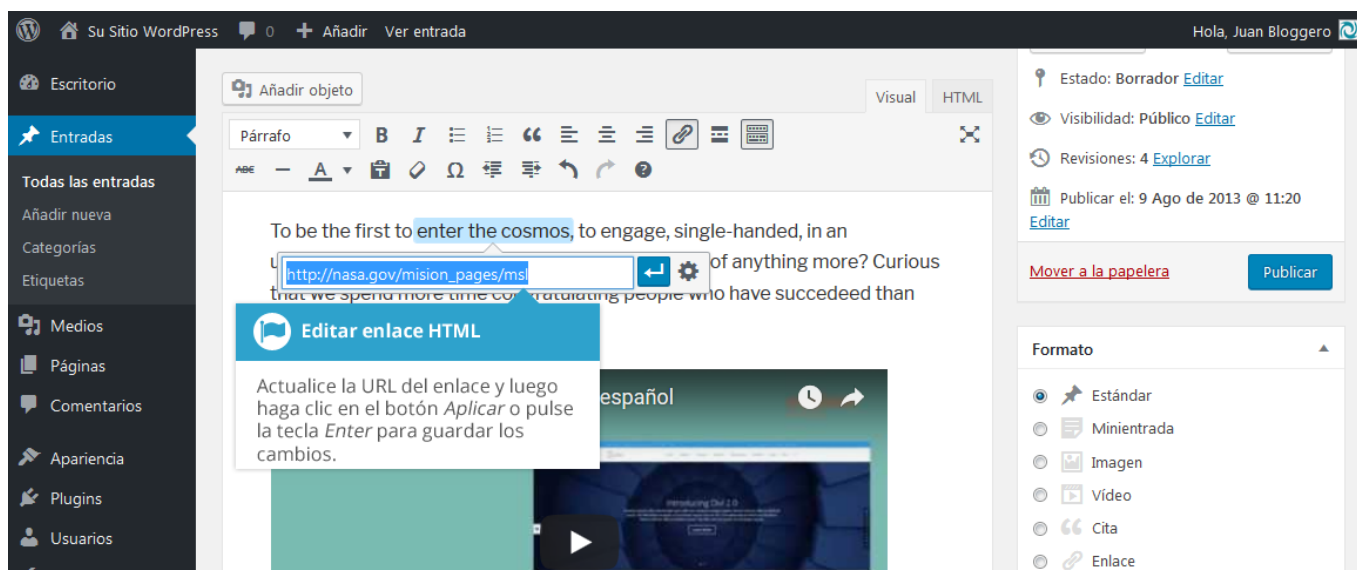 Su Sitio WordPress 0 Añadir Ver entrada Hola, Juan Bloggero
Escritorio
Entradas
Todas las entradas
Añadir nueva
Categorías
Etiquetas
Medios
Páginas
Comentarios
Apariencia
Plugins
Usuarios
Añadir objeto
Visual HTML
Párrafo B I
ABC A Ω
To be the first to enter the cosmos, to engage, single-handed, in an
http://nasa.gov/mision_pages/msl of anything more? Curious
that we spend more time congratulating people who have succedeed than
Editar enlace HTML
Actualice la URL del enlace y luego
haga clic en el botón Aplicar o pulse
la tecla Enter para guardar los
cambios.
español
Introducing Divi 2.0
Estado: Borrador Editar
Visibilidad: Público Editar
Revisiones: 4 Explorar
Publicar el: 9 Ago de 2013 @ 11:20
Editar
Mover a la papelera Publicar
Formato
Estándar
Minientrada
Imagen
Vídeo
Cita
Enlace